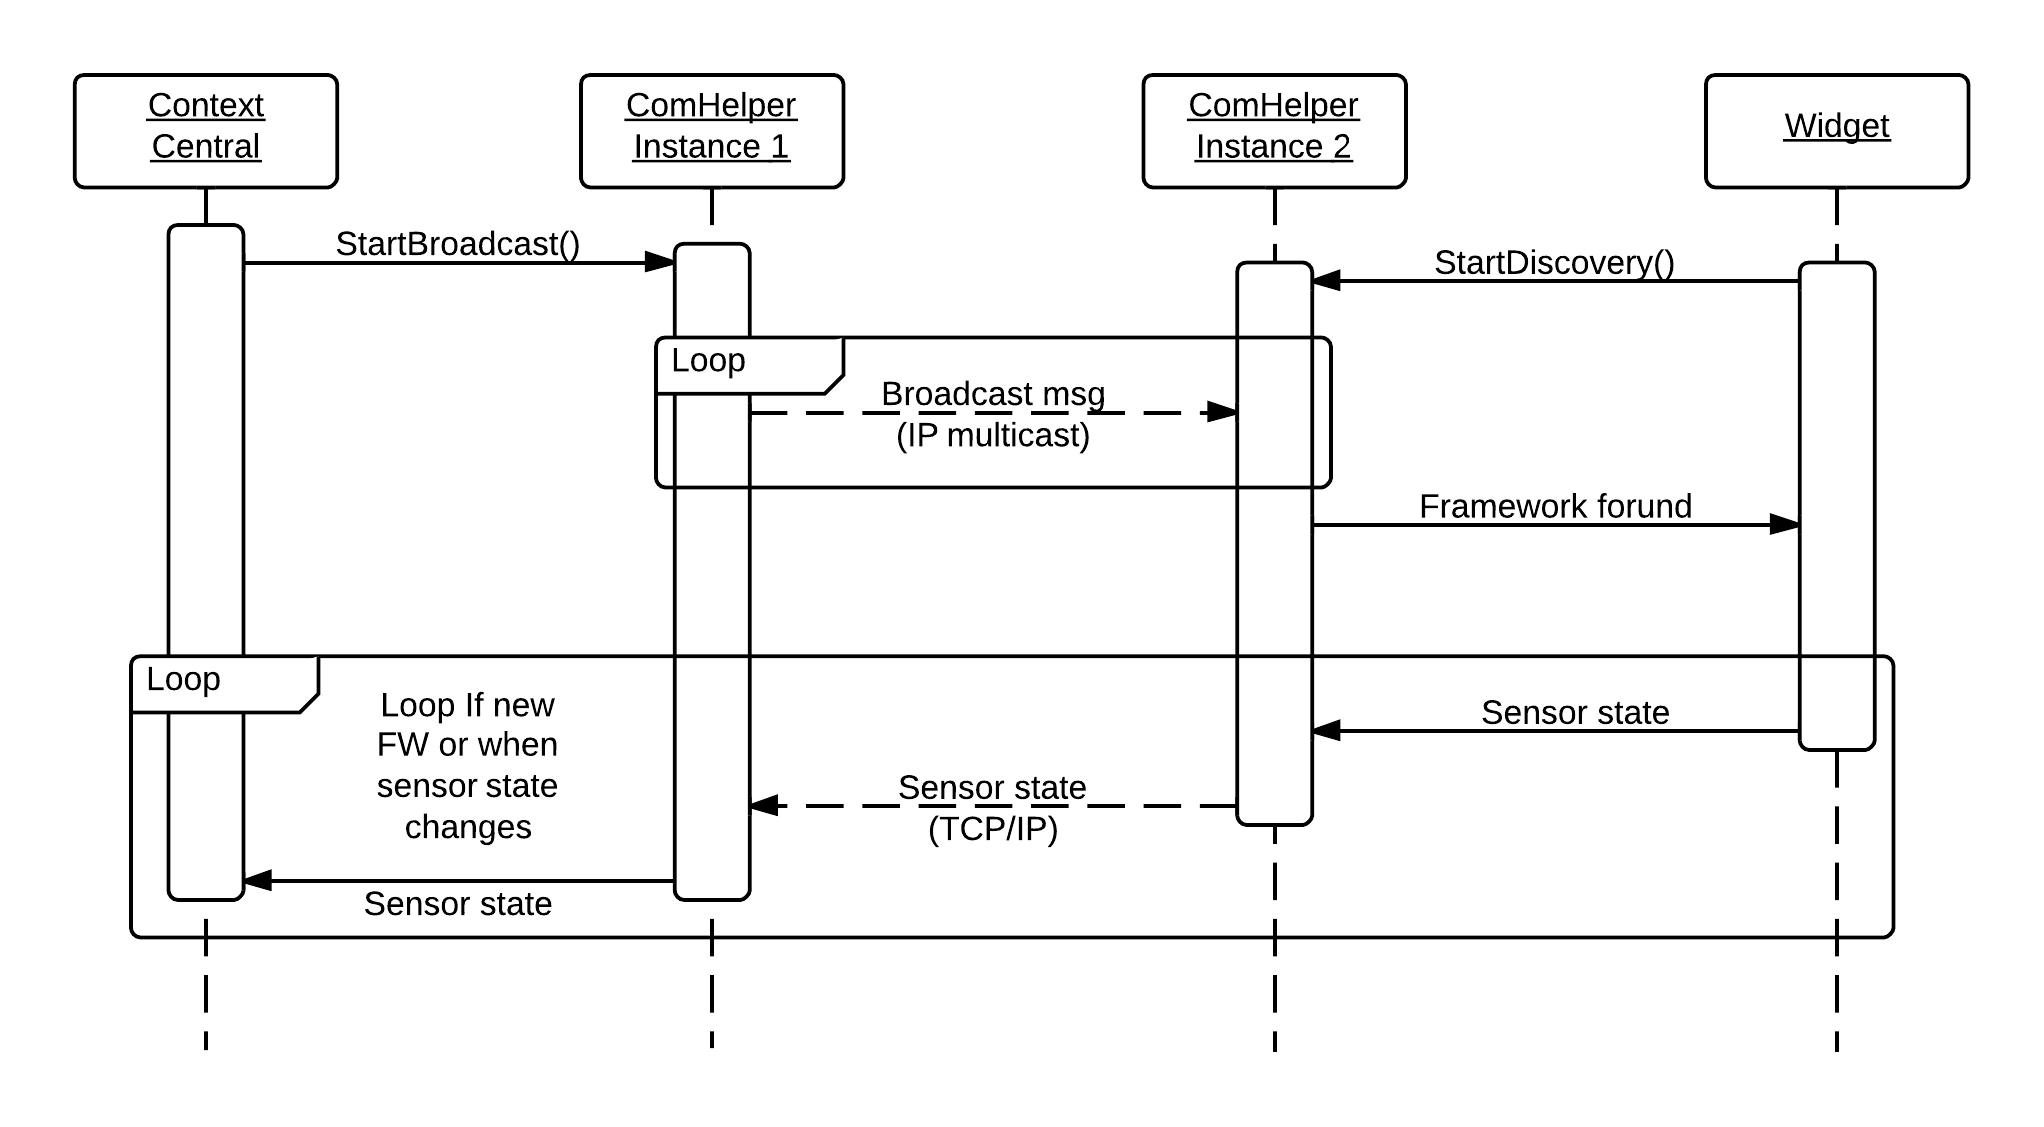 Context
Central
ComHelper
Instance 1
ComHelper
Instance 2
Widget
StartBroadcast()
StartDiscovery()
Loop
Broadcast msg
(IP multicast)
Framework forund
Loop
Loop If new
FW or when
sensor state
changes
Sensor state
Sensor state
(TCP/IP)
Sensor state